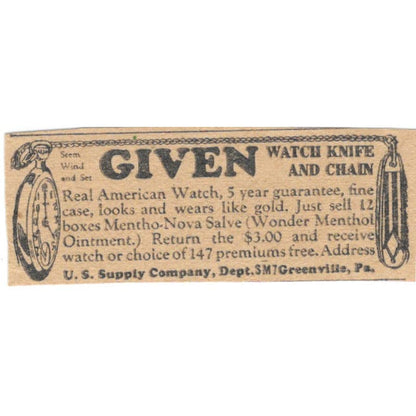 Stem
Wind
and Set
GIVEN
WATCH KNIFE
AND CHAIN
Real American Watch, 5 year guarantee, fine
case, looks and wears like gold. Just sell 12
boxes Mentho-Nova Salve (Wonder Menthol
Ointment.) Return the $3.00 and receive
watch or choice of 147 premiums free. Address
U. S. Supply Company, Dept. SM7 Greenville, Pa.